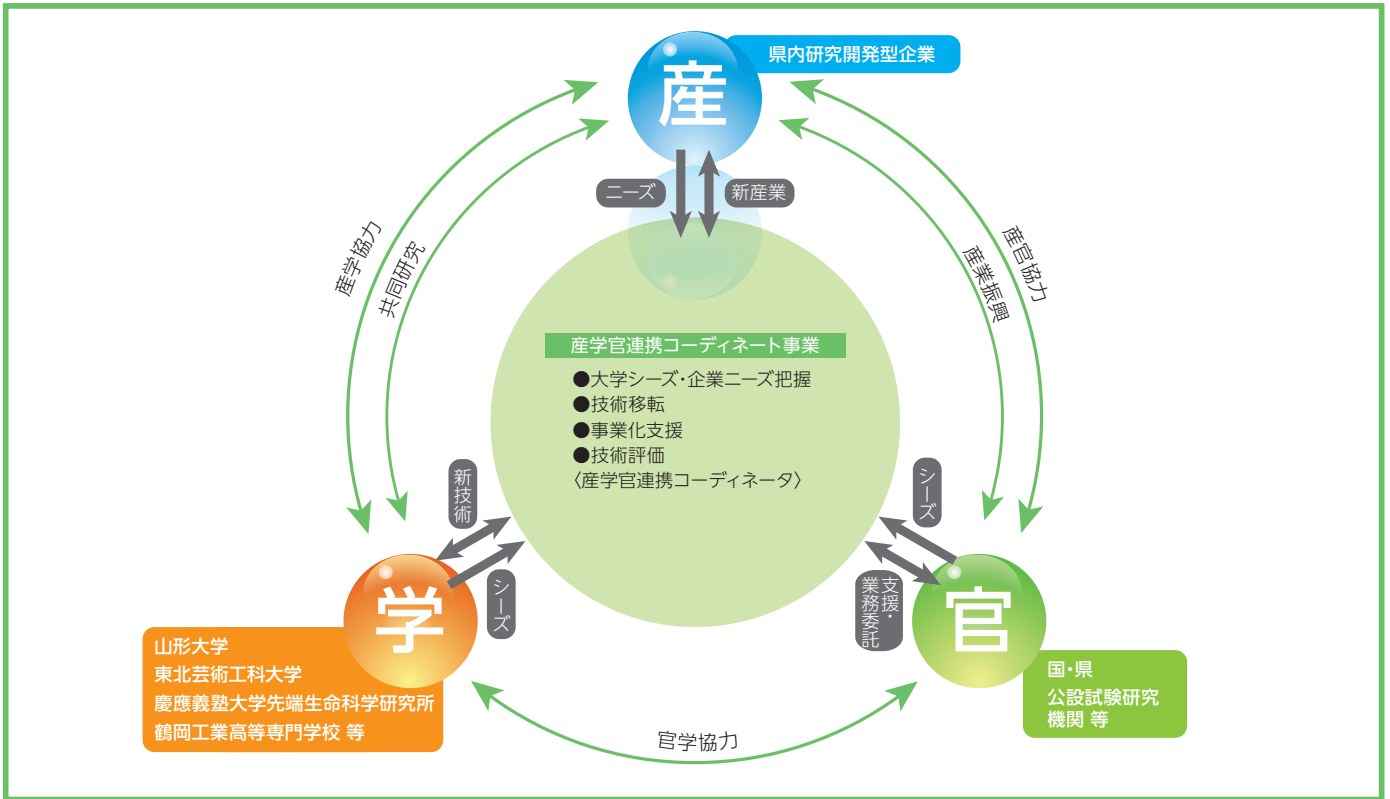 県内研究開発型企業
産
ニーズ
新産業
産学協力
共同研究
産官協力
産業振興
産学官連携コーディネート事業
●大学シーズ・企業ニーズ把握
●技術移転
●事業化支援
●技術評価
〈産学官連携コーディネータ〉
新技術
シーズ
シーズ
支援・
業務委託
学
官
山形大学
東北芸術工科大学
慶應義塾大学先端生命科学研究所
鶴岡工業高等専門学校 等
国・県
公設試験研究
機関 等
官学協力